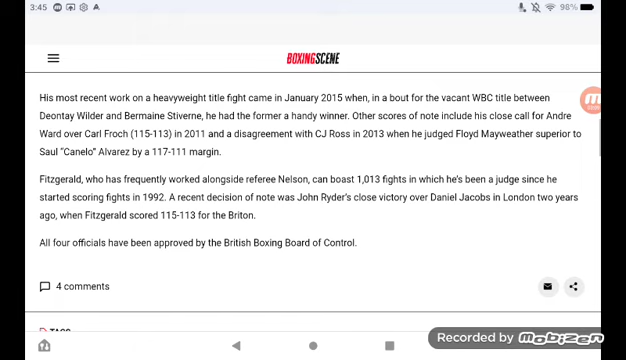 3:45
98%
BOXINGSCENE
His most recent work on a heavyweight title fight came in January 2015 when, in a bout for the vacant WBC title between
Deontay Wilder and Bermaine Stiverne, he had the former a handy winner. Other scores of note include his close call for Andre
Ward over Carl Froch (115-113) in 2011 and a disagreement with CJ Ross in 2013 when he judged Floyd Mayweather superior to
Saul “Canelo” Alvarez by a 117-111 margin.
Fitzgerald, who has frequently worked alongside referee Nelson, can boast 1,013 fights in which he’s been a judge since he
started scoring fights in 1992. A recent decision of note was John Ryder’s close victory over Daniel Jacobs in London two years
ago, when Fitzgerald scored 115-113 for the Briton.
All four officials have been approved by the British Boxing Board of Control.
4 comments
TAGS
Recorded by mobizen